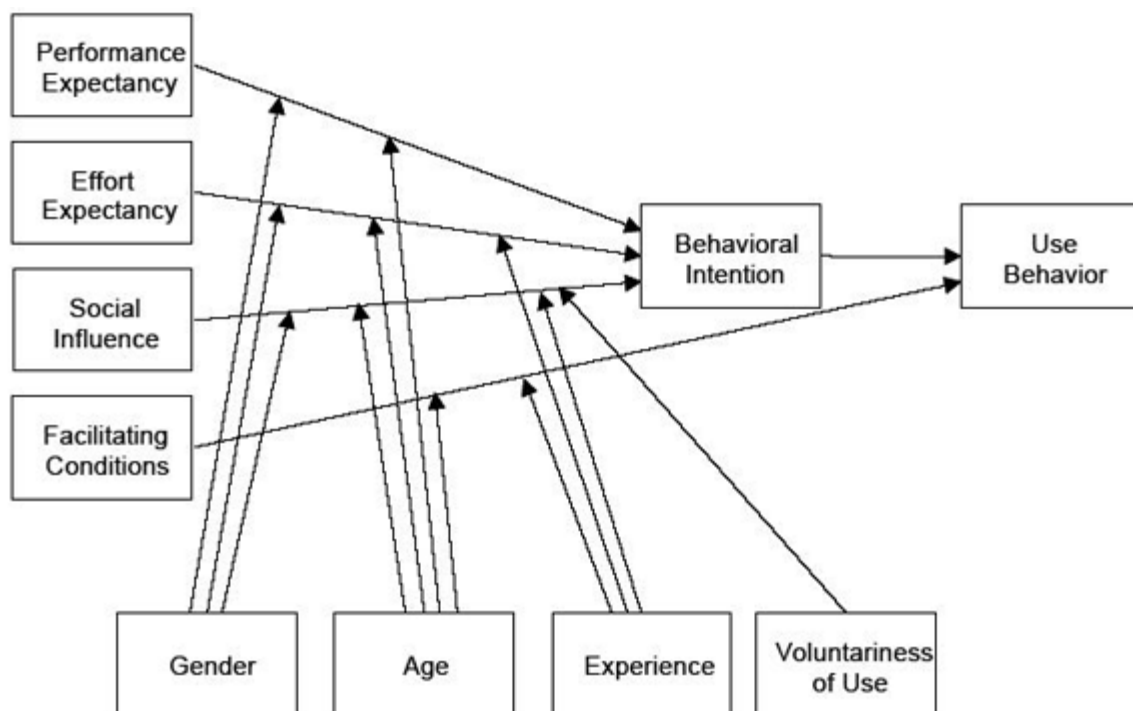 Performance
Expectancy
Effort
Expectancy
Social
Influence
Facilitating
Conditions
Behavioral
Intention
Use
Behavior
Gender
Age
Experience
Voluntariness
of Use